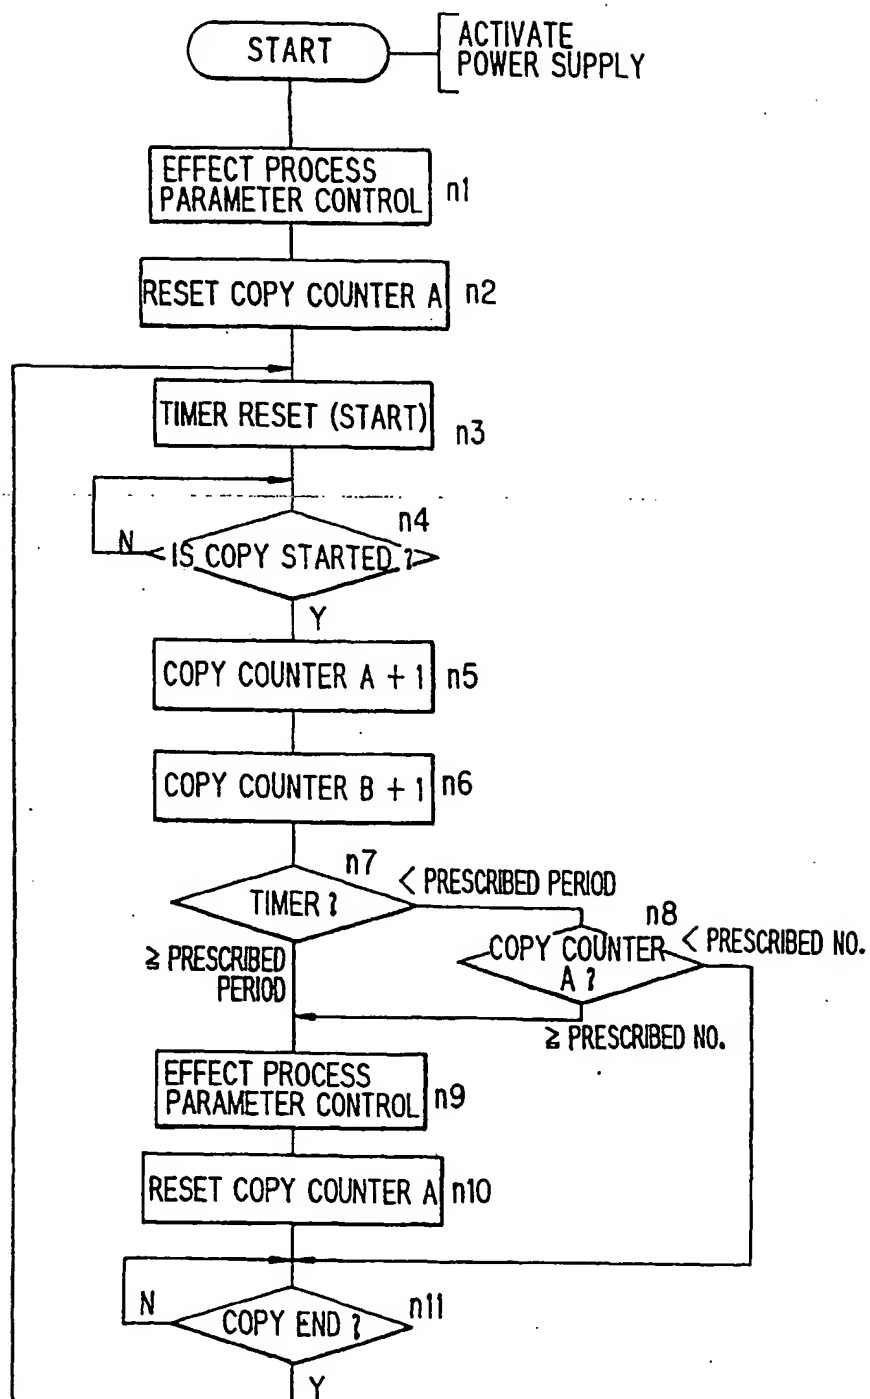 START
ACTIVATE
POWER SUPPLY
EFFECT PROCESS
PARAMETER CONTROL
n1
RESET COPY COUNTER A
n2
TIMER RESET (START)
n3
n4
N
IS COPY STARTED ?
Y
COPY COUNTER A + 1
n5
COPY COUNTER B + 1
n6
n7
TIMER ?
< PRESCRIBED PERIOD
≧ PRESCRIBED
PERIOD
n8
COPY COUNTER
A ?
< PRESCRIBED NO.
≧ PRESCRIBED NO.
EFFECT PROCESS
PARAMETER CONTROL
n9
RESET COPY COUNTER A
n10
N
COPY END ?
n11
Y